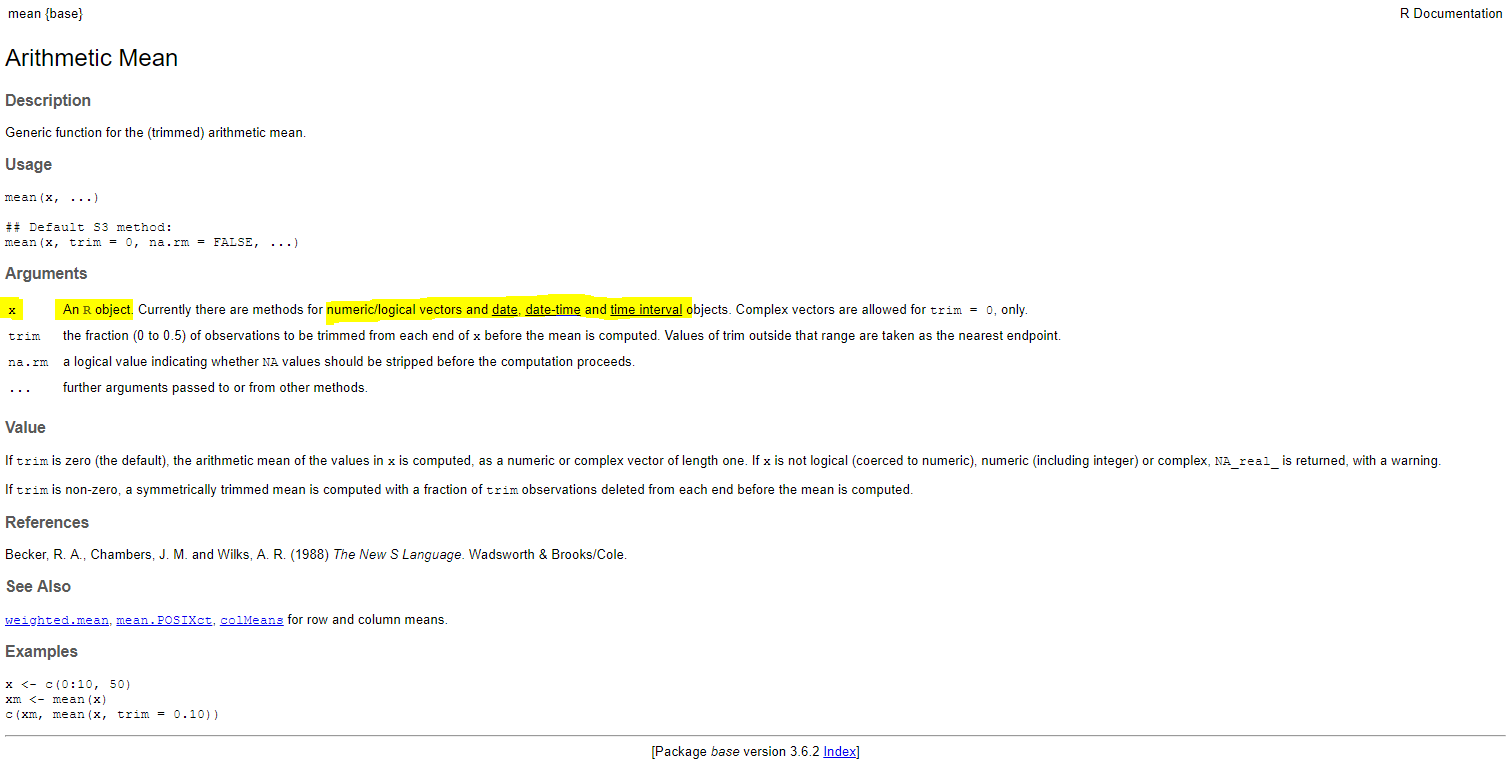 mean {base} R Documentation
Arithmetic Mean
Description
Generic function for the (trimmed) arithmetic mean.
Usage
mean(x, ...)
## Default S3 method:
mean(x, trim = 0, na.rm = FALSE, ...)
Arguments
x An R object. Currently there are methods for numeric/logical vectors and date, date-time and time interval objects. Complex vectors are allowed for trim = 0, only.
trim the fraction (0 to 0.5) of observations to be trimmed from each end of x before the mean is computed. Values of trim outside that range are taken as the nearest endpoint.
na.rm a logical value indicating whether NA values should be stripped before the computation proceeds.
... further arguments passed to or from other methods.
Value
If trim is zero (the default), the arithmetic mean of the values in x is computed, as a numeric or complex vector of length one. If x is not logical (coerced to numeric), numeric (including integer) or complex, NA_real_ is returned, with a warning.
If trim is non-zero, a symmetrically trimmed mean is computed with a fraction of trim observations deleted from each end before the mean is computed.
References
Becker, R. A., Chambers, J. M. and Wilks, A. R. (1988) The New S Language. Wadsworth & Brooks/Cole.
See Also
weighted.mean, mean.POSIXct, colMeans for row and column means.
Examples
x <- c(0:10, 50)
xm <- mean(x)
c(xm, mean(x, trim = 0.10))
[Package base version 3.6.2 Index]